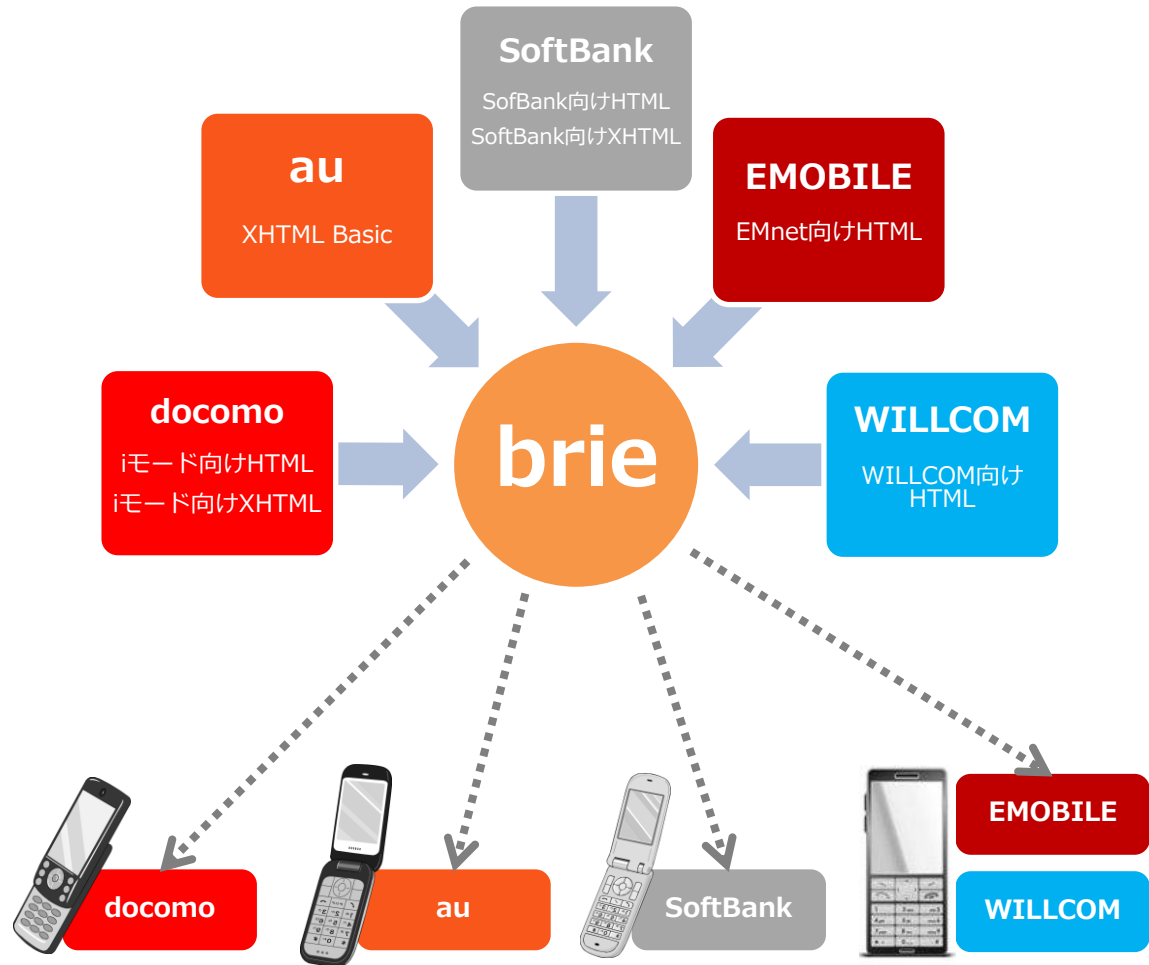 SoftBank
SofBank向けHTML
SoftBank向けXHTML
au
XHTML Basic
EMOBILE
EMnet向けHTML
docomo
iモード向けHTML
iモード向けXHTML
brie
WILLCOM
WILLCOM向け
HTML
docomo
au
SoftBank
EMOBILE
WILLCOM